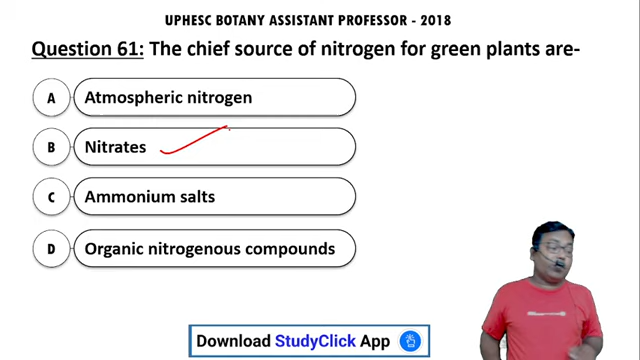 UPHESC BOTANY ASSISTANT PROFESSOR - 2018
Question 61: The chief source of nitrogen for green plants are-
A Atmospheric nitrogen
B Nitrates
C Ammonium salts
D Organic nitrogenous compounds
Download StudyClick App